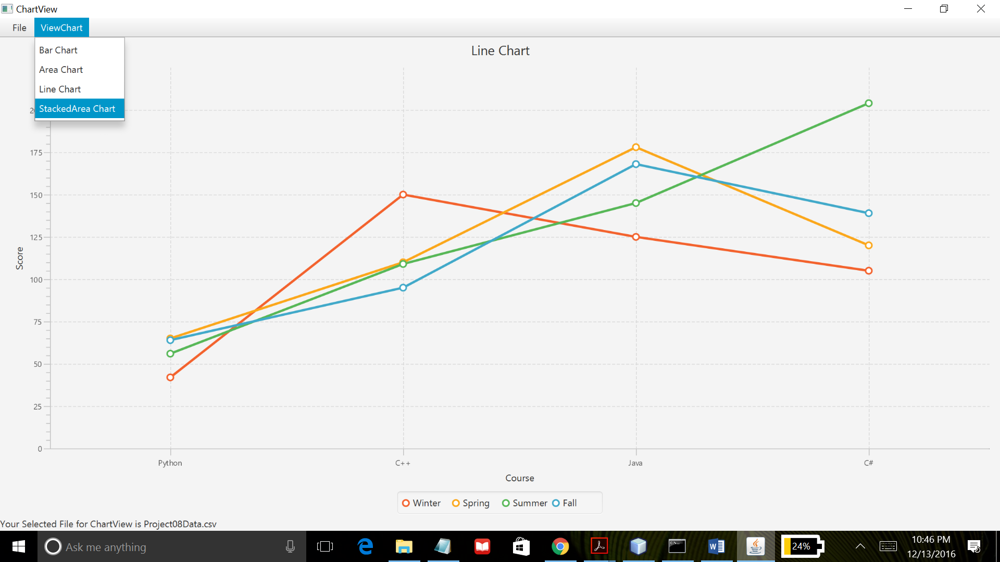 ChartView
File ViewChart
Bar Chart
Area Chart
Line Chart
StackedArea Chart
Line Chart
175
150
125
100
75
50
25
0
Score
Python C++ Java C#
Course
Winter Spring Summer Fall
Your Selected File for ChartView is Project08Data.csv
Ask me anything
24%
10:46 PM
12/13/2016